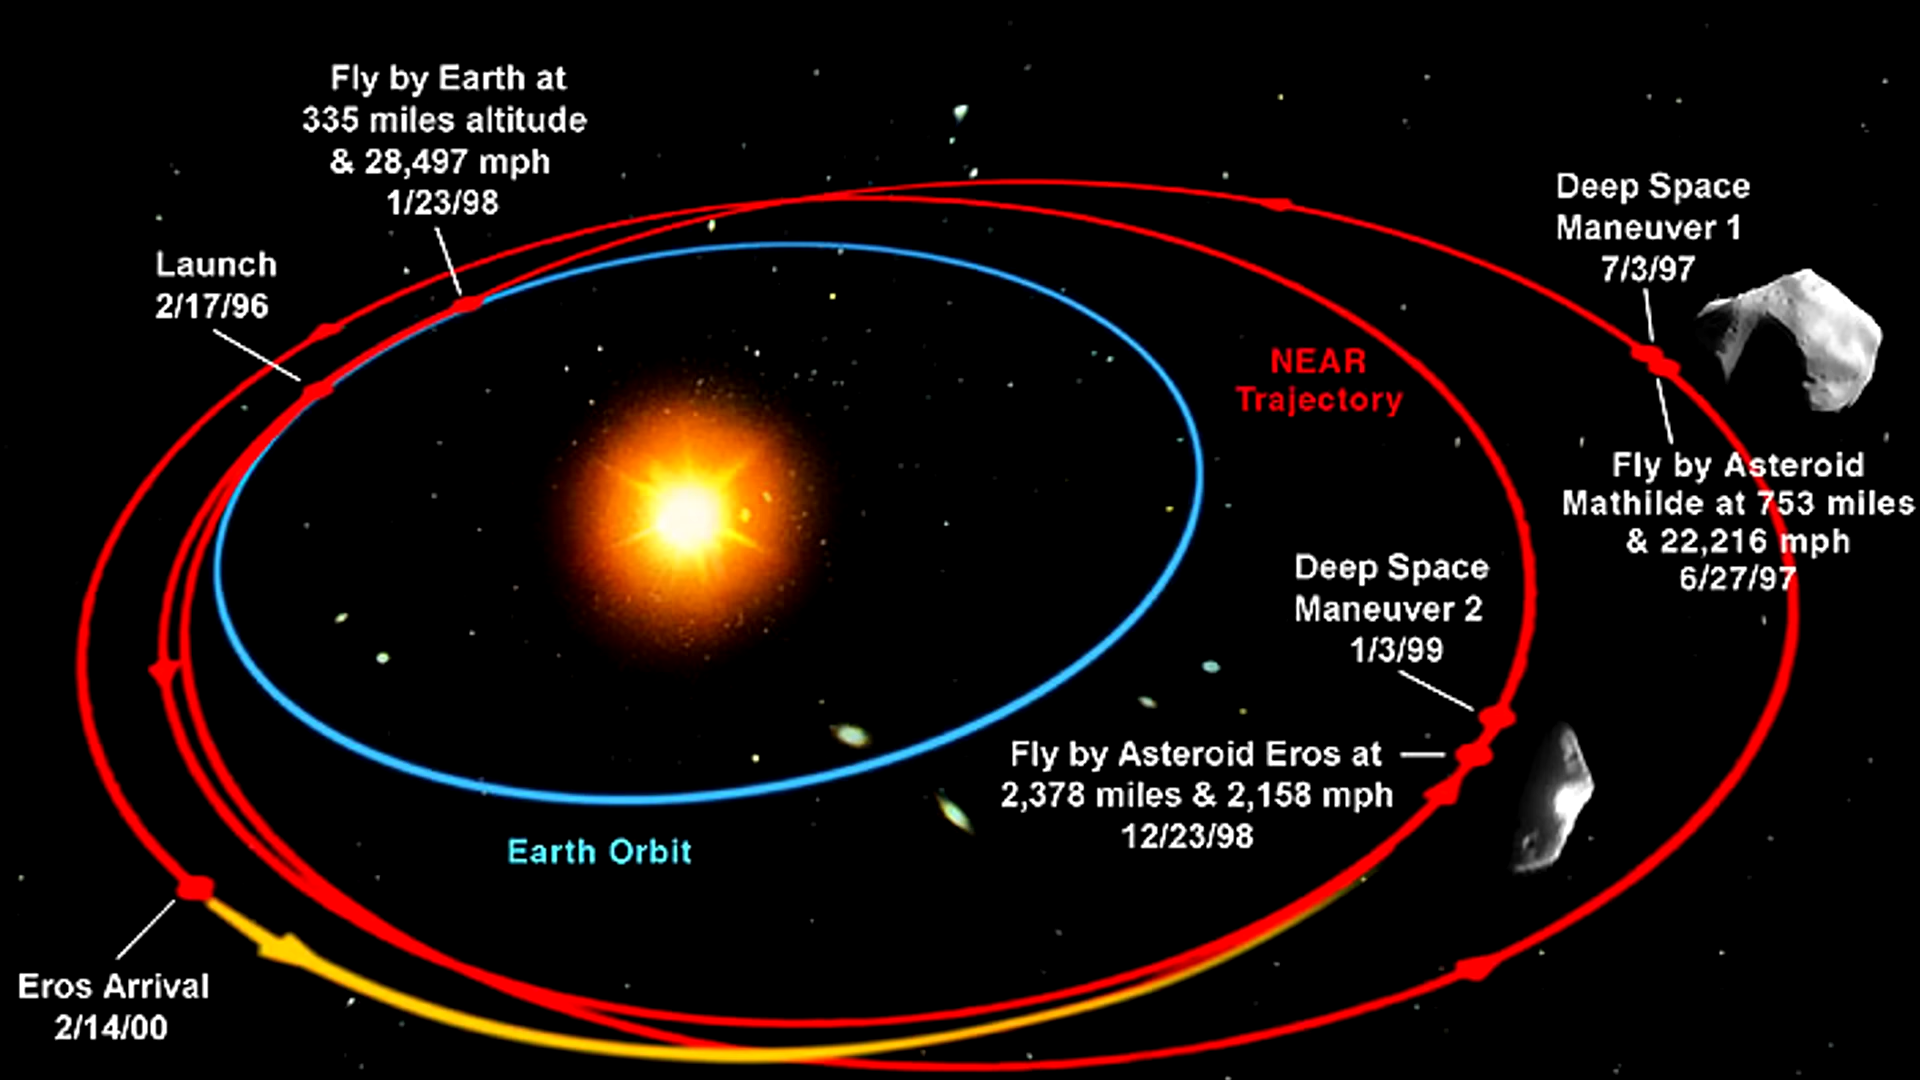 Fly by Earth at
335 miles altitude
& 28,497 mph
1/23/98
Launch
2/17/96
Deep Space
Maneuver 1
7/3/97
NEAR
Trajectory
Fly by Asteroid
Mathilde at 753 miles
& 22,216 mph
6/27/97
Deep Space
Maneuver 2
1/3/99
Fly by Asteroid Eros at
2,378 miles & 2,158 mph
12/23/98
Earth Orbit
Eros Arrival
2/14/00